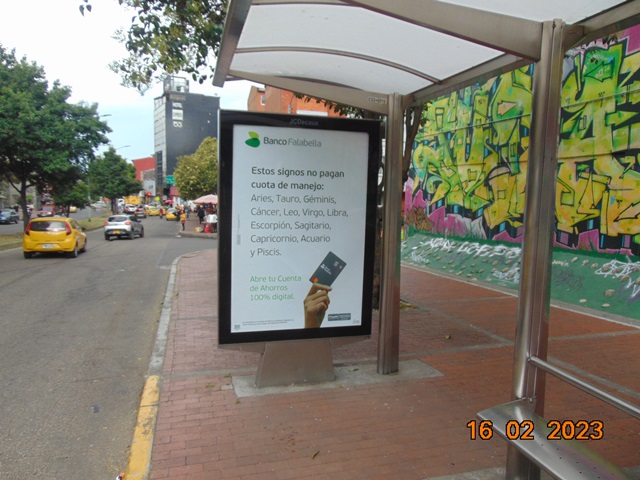 Banco Falabella
Estos signos no pagan
cuota de manejo:
Aries, Tauro, Géminis,
Cáncer, Leo, Virgo, Libra,
Escorpión, Sagitario,
Capricornio, Acuario
y Piscis.
Abre tu Cuenta
de Ahorros
100% digital.
16 02 2023